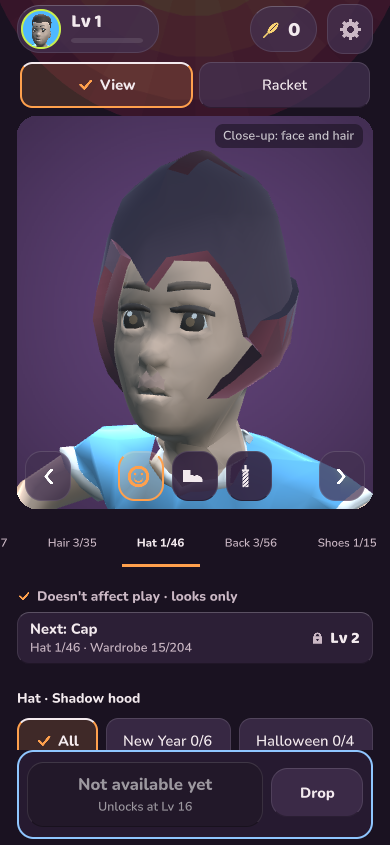 Lv 1
0
View
Racket
Close-up: face and hair
7
Hair 3/35
Hat 1/46
Back 3/56
Shoes 1/15
Doesn't affect play · looks only
Next: Cap
Hat 1/46 · Wardrobe 15/204
Lv 2
Hat · Shadow hood
All
New Year 0/6
Halloween 0/4
Not available yet
Unlocks at Lv 16
Drop